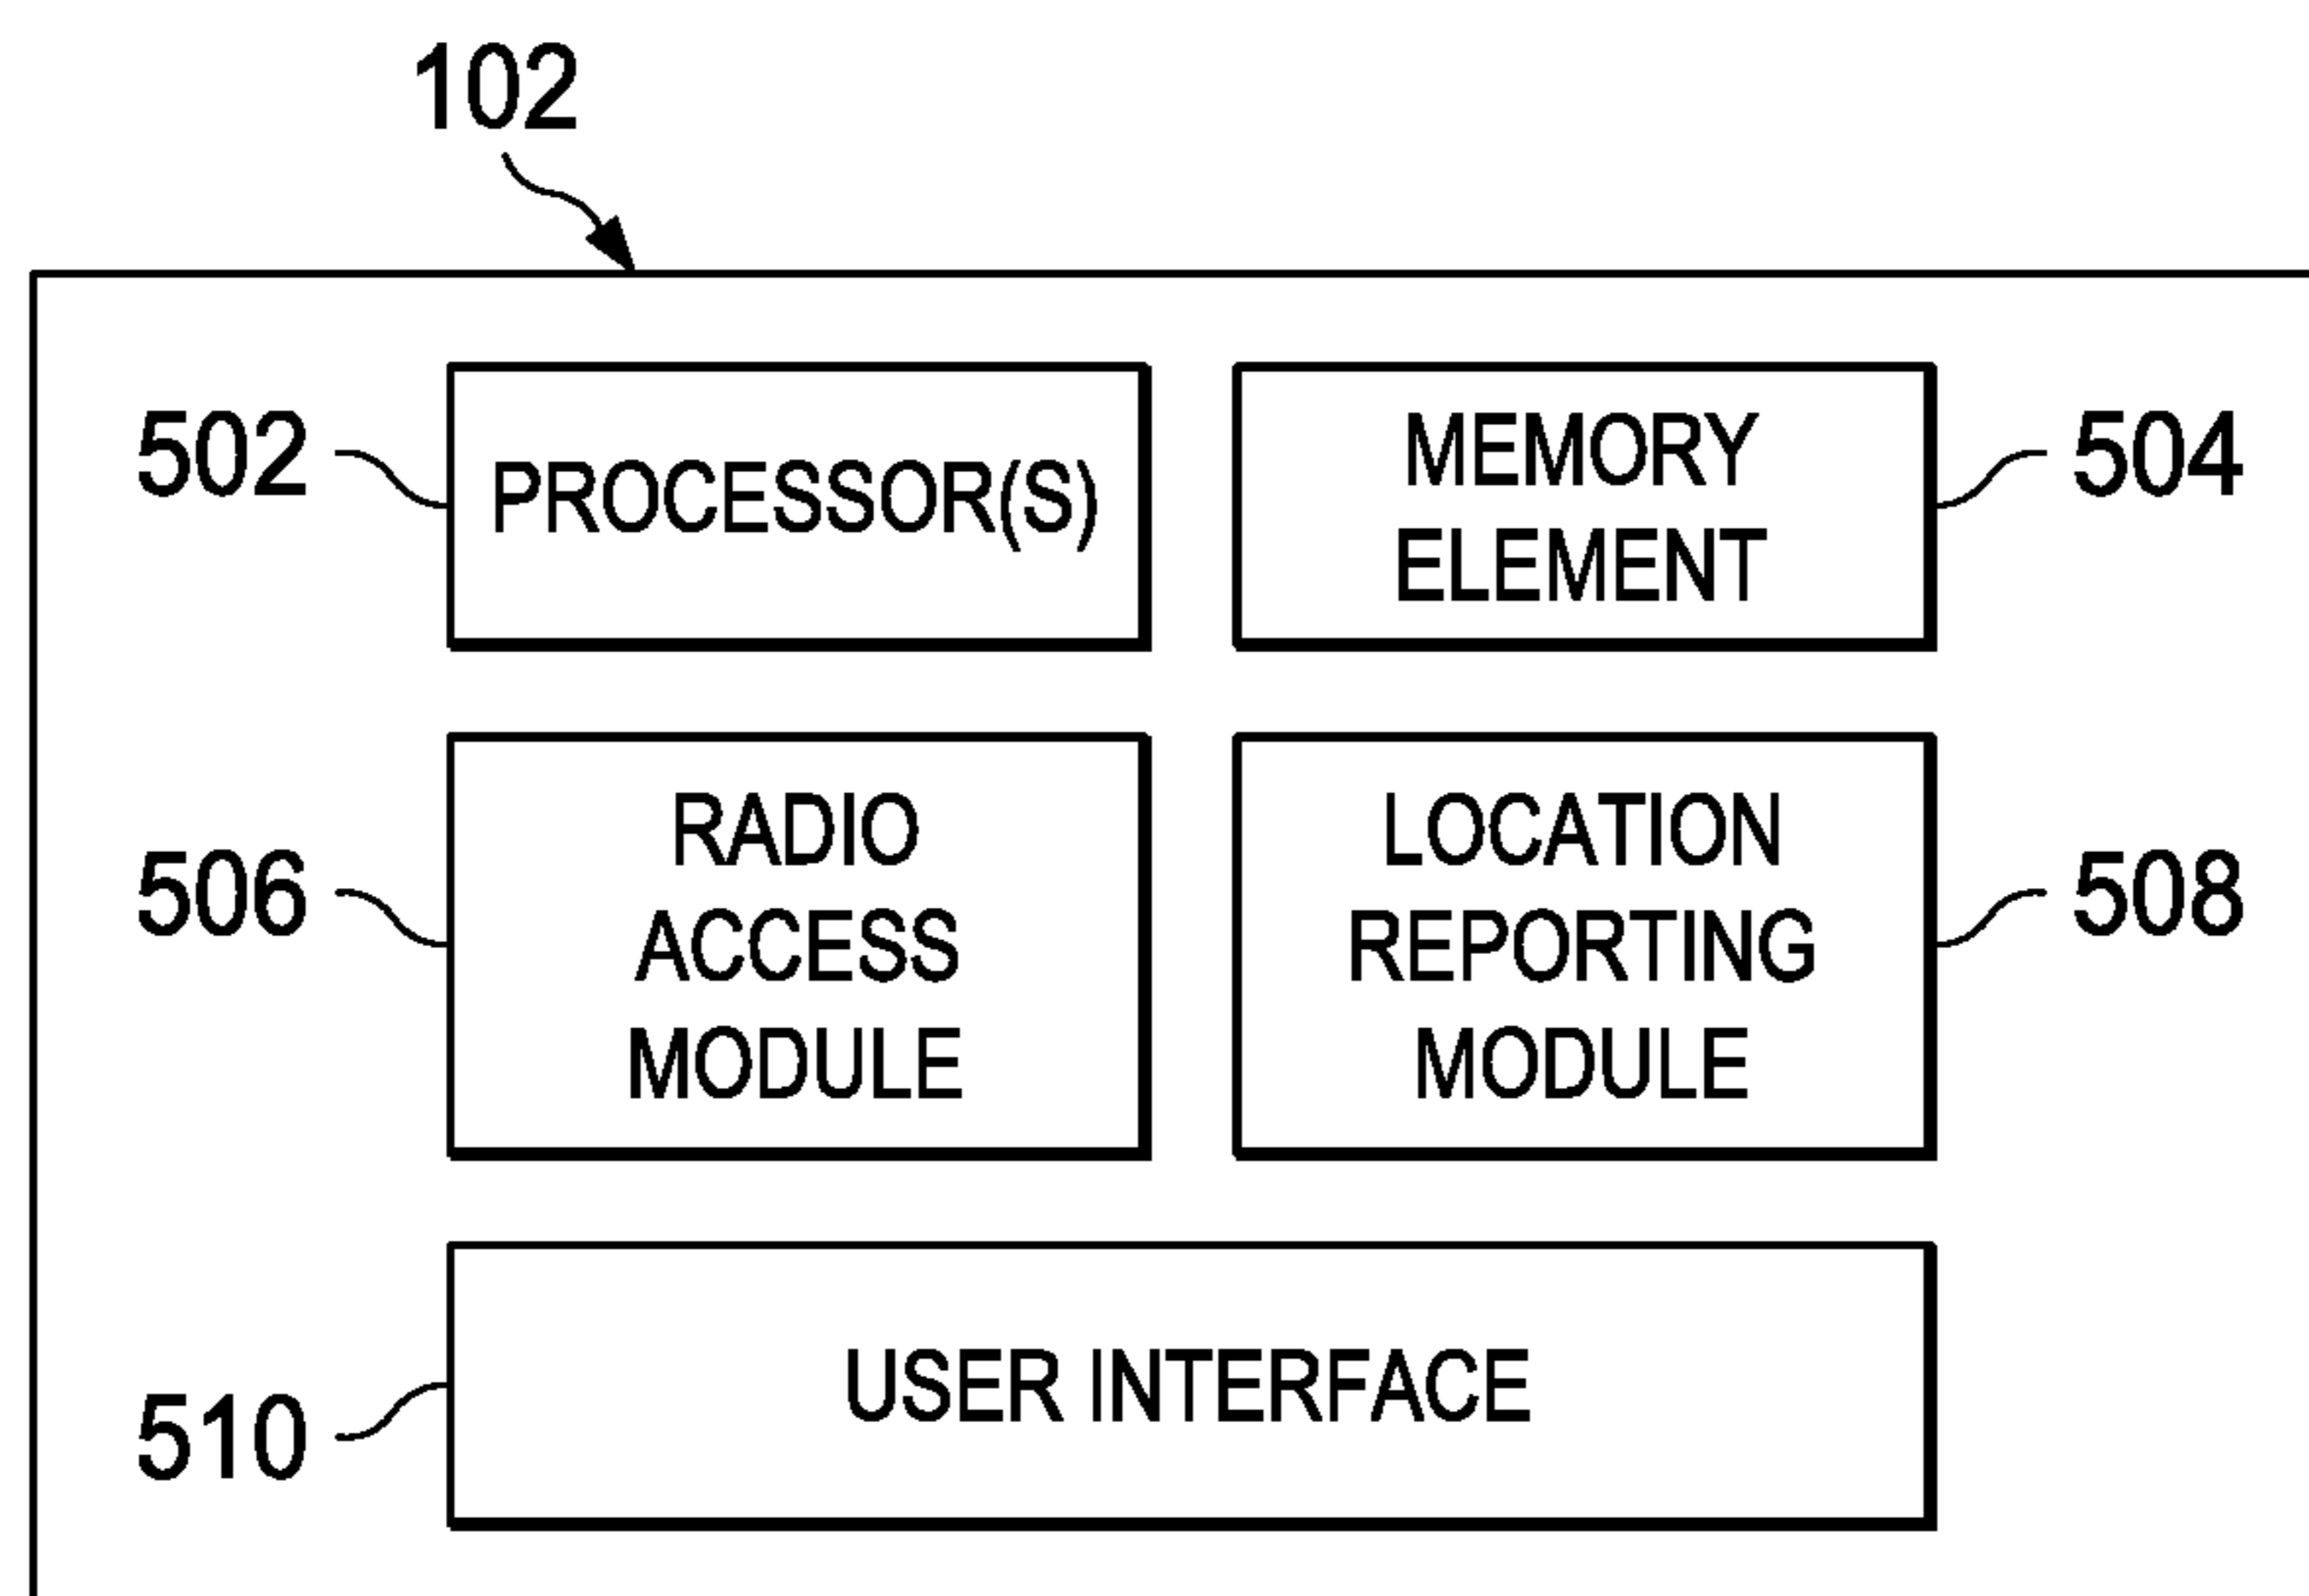 102
502
PROCESSOR(S)
MEMORY
ELEMENT
504
506
RADIO
ACCESS
MODULE
LOCATION
REPORTING
MODULE
508
510
USER INTERFACE